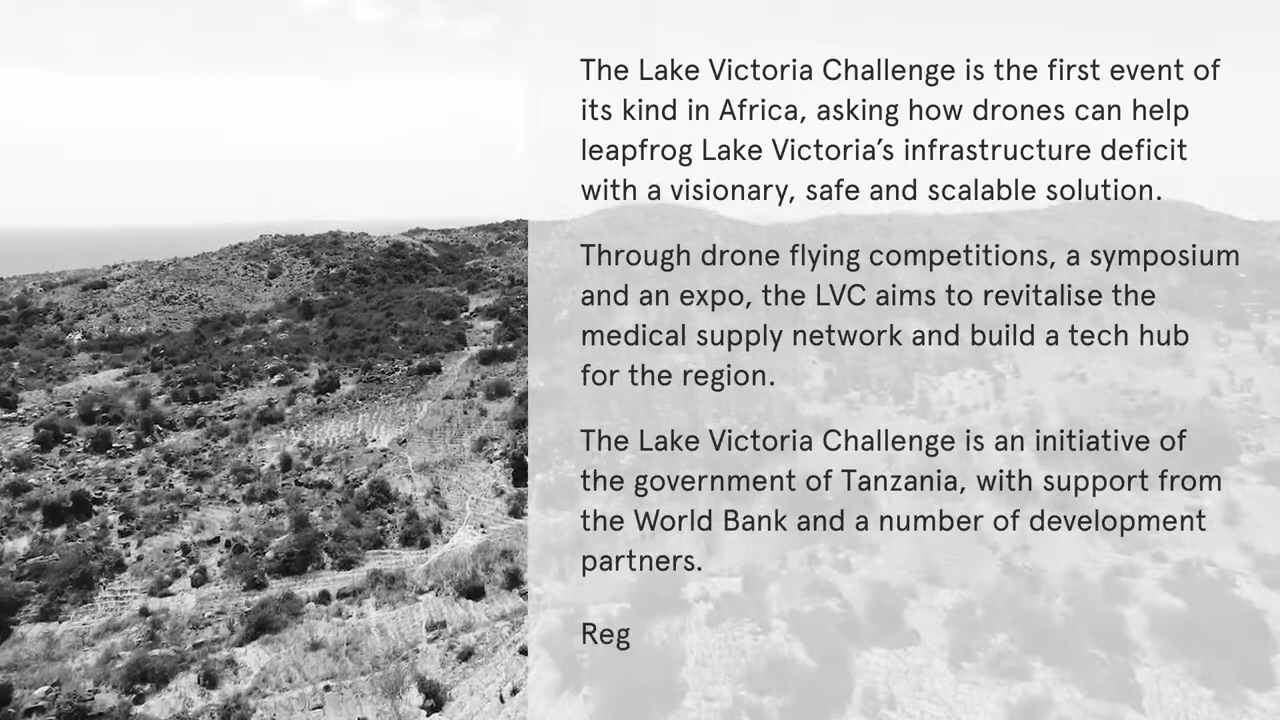 The Lake Victoria Challenge is the first event of
its kind in Africa, asking how drones can help
leapfrog Lake Victoria’s infrastructure deficit
with a visionary, safe and scalable solution.
Through drone flying competitions, a symposium
and an expo, the LVC aims to revitalise the
medical supply network and build a tech hub
for the region.
The Lake Victoria Challenge is an initiative of
the government of Tanzania, with support from
the World Bank and a number of development
partners.
Reg